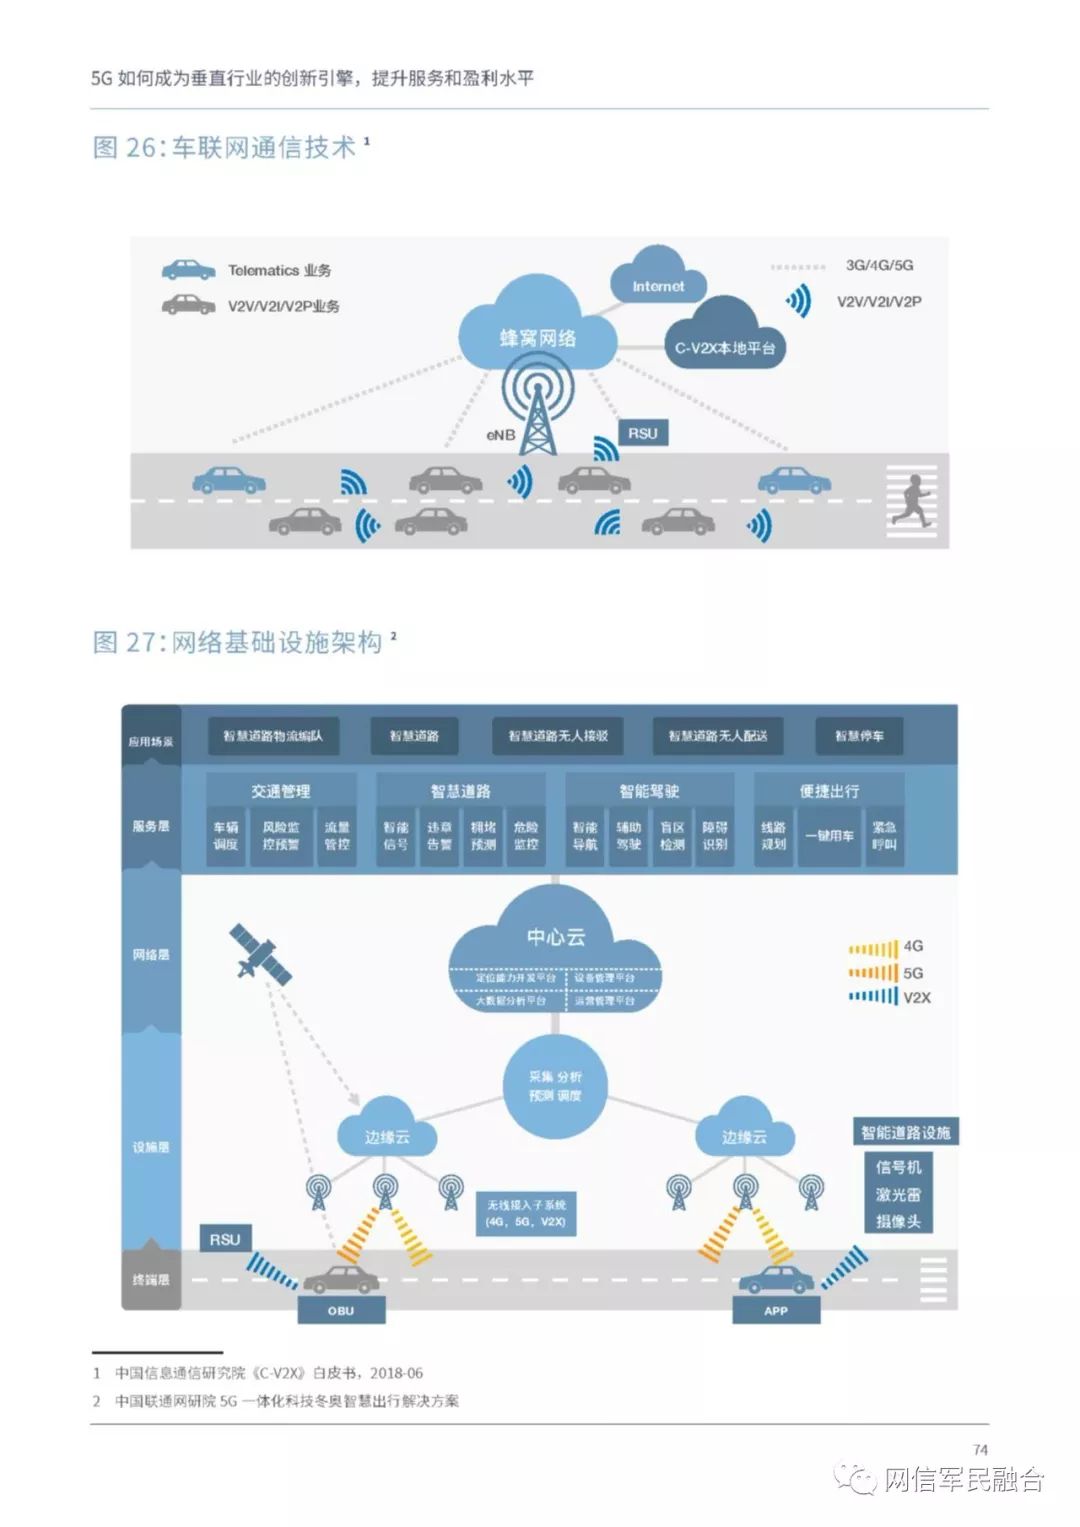 5G 如何成为垂直行业的创新引擎，提升服务和盈利水平
图 26：车联网通信技术 1
Telematics 业务
V2V/V2I/V2P业务
Internet
蜂窝网络
C-V2X本地平台
3G/4G/5G
V2V/V2I/V2P
eNB
RSU
图 27：网络基础设施架构 2
应用场景
智慧道路物流编队
智慧道路
智慧道路无人接驳
智慧道路无人配送
智慧停车
服务层
交通管理
车辆
调度
风险监
控预警
流量
管控
智慧道路
智能
信号
违章
告警
拥堵
预测
危险
监控
智能驾驶
智能
导航
辅助
驾驶
盲区
检测
障碍
识别
便捷出行
线路
规划
一键用车
紧急
呼叫
网络层
中心云
定位能力开发平台
设备管理平台
大数据分析平台
运营管理平台
4G
5G
V2X
设施层
采集 分析
预测 调度
边缘云
边缘云
无线接入子系统
(4G，5G，V2X)
智能道路设施
信号机
激光雷
摄像头
RSU
终端层
OBU
APP
1 中国信息通信研究院《C-V2X》白皮书，2018-06
2 中国联通网研院 5G 一体化科技冬奥智慧出行解决方案
74
网信军民融合